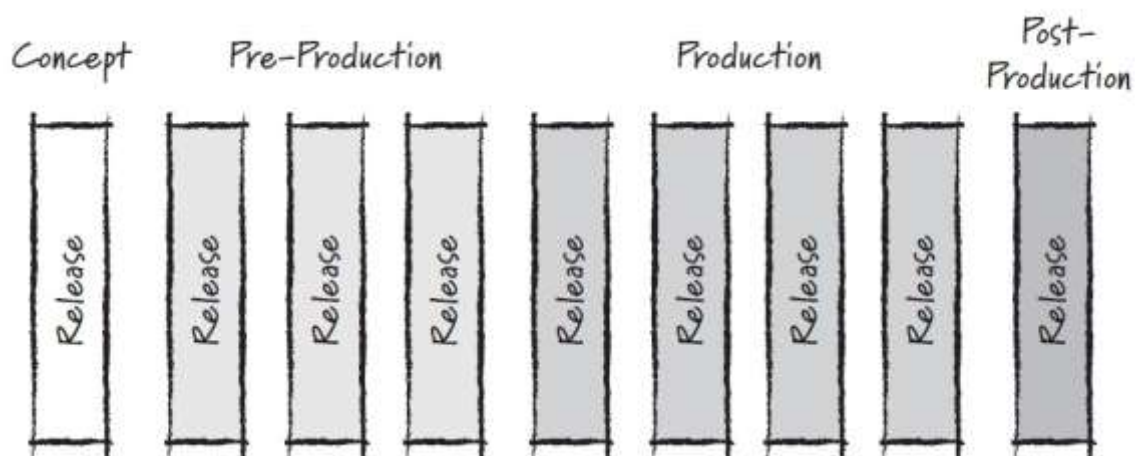 Concept
Pre-Production
Production
Post-
Production
Release
Release
Release
Release
Release
Release
Release
Release
Release